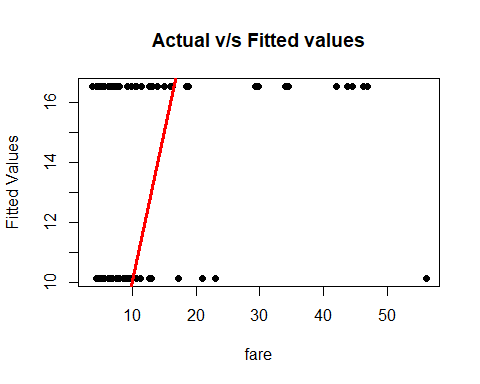 Actual v/s Fitted values
Fitted Values
16
14
12
10
10 20 30 40 50
fare